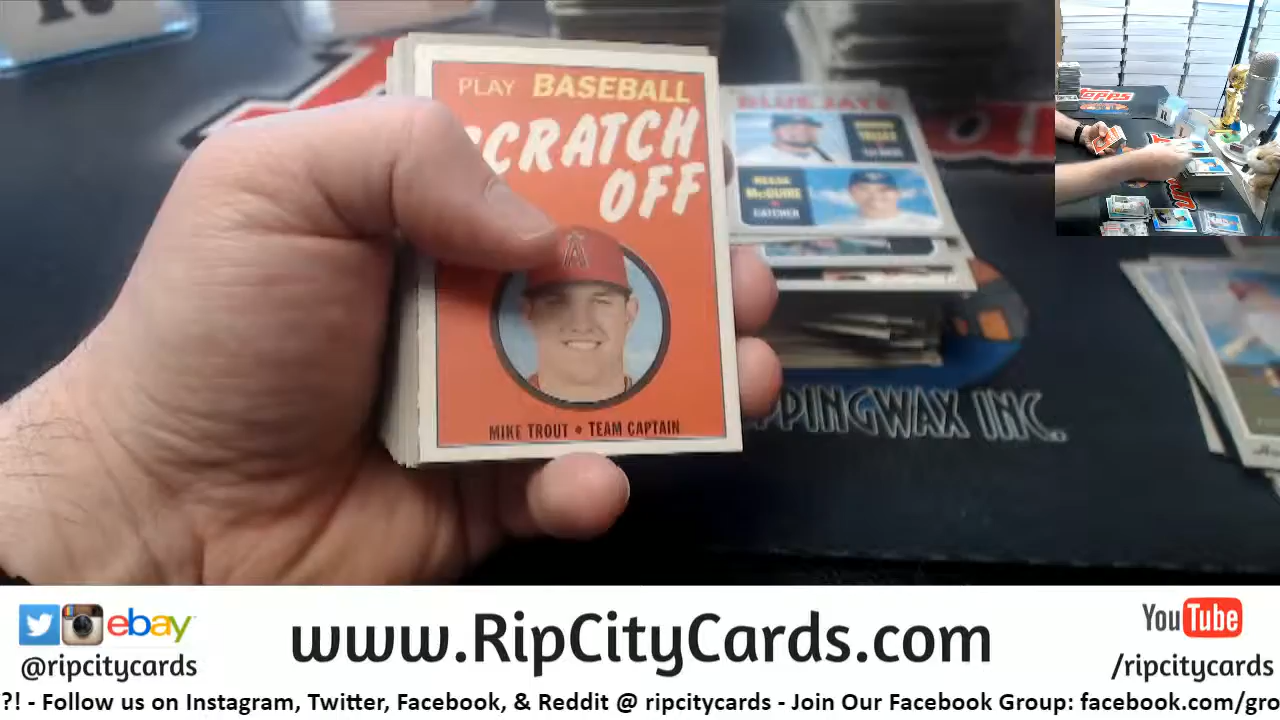 PLAY BASEBALL
SCRATCH
OFF
MIKE TROUT • TEAM CAPTAIN
BLUE JAYS
REESE
McGUIRE
CATCHER
PPINGWAX INC.
Topps
ebay
@ripcitycards
www.RipCityCards.com
YouTube
/ripcitycards
?! - Follow us on Instagram, Twitter, Facebook, & Reddit @ ripcitycards - Join Our Facebook Group: facebook.com/gro